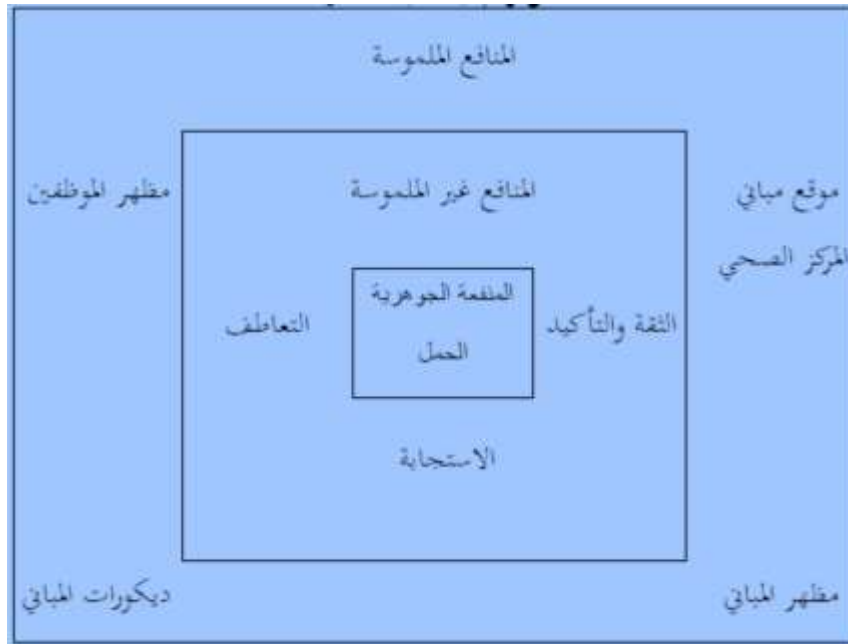 المنافع الملموسة
موقع مباني
المركز الصحي
مظهر الموظفين
المنافع غير الملموسة
الثقة والتأكيد
التعاطف
المنفعة الجوهرية
الحمل
الاستجابة
مظهر المباني
ديكورات المباني